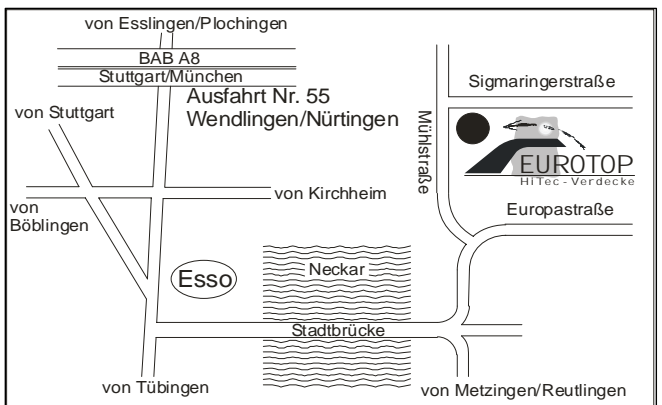 von Esslingen/Plochingen
BAB A8
Stuttgart/München
Sigmaringerstraße
Ausfahrt Nr. 55
Wendlingen/Nürtingen
von Stuttgart
Mühlstraße
EUROTOP
HiTec - Verdecke
von Kirchheim
von
Böblingen
Europastraße
Esso
Neckar
Stadtbrücke
von Tübingen
von Metzingen/Reutlingen